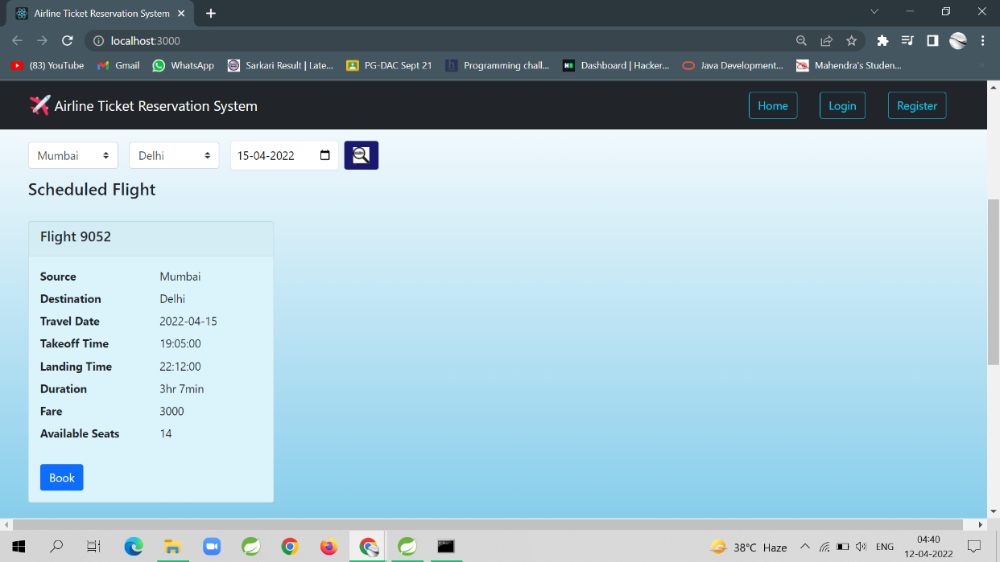 Airline Ticket Reservation System
localhost:3000
(83) YouTube Gmail WhatsApp Sarkari Result | Late... PG-DAC Sept 21 Programming chall... Dashboard | Hacker... Java Development... Mahendra's Studen...
Airline Ticket Reservation System Home Login Register
Mumbai Delhi 15-04-2022
Scheduled Flight
Flight 9052
Source Mumbai
Destination Delhi
Travel Date 2022-04-15
Takeoff Time 19:05:00
Landing Time 22:12:00
Duration 3hr 7min
Fare 3000
Available Seats 14
Book
38°C Haze ENG 04:40
12-04-2022